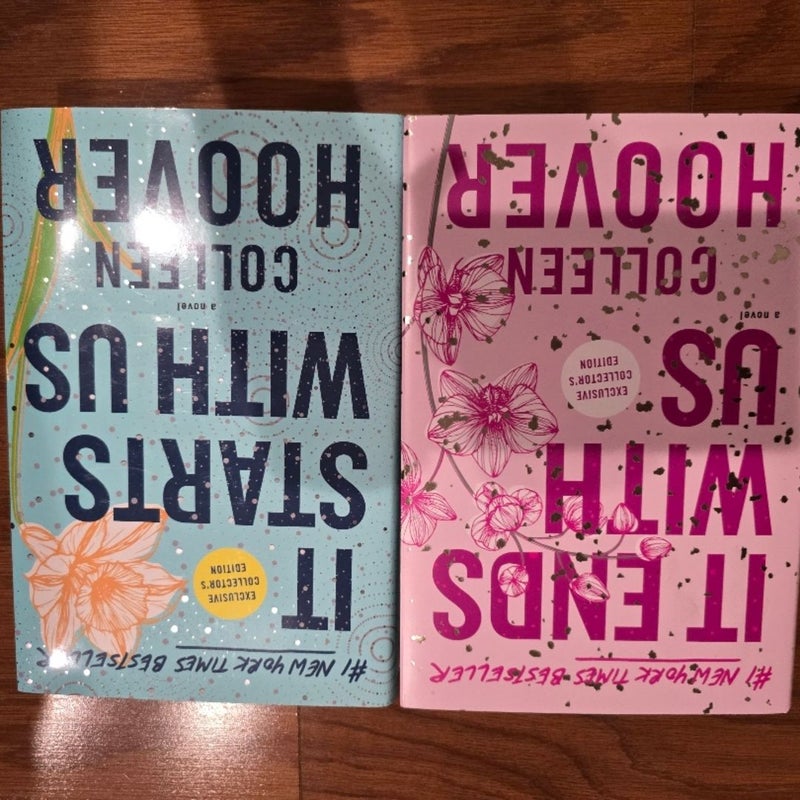 #1 NEW YORK TIMES BESTSELLER
IT ENDS
WITH
US
EXCLUSIVE
COLLECTOR'S
EDITION
a novel
COLLEEN
HOOVER
#1 NEW YORK TIMES BESTSELLER
IT
EXCLUSIVE
COLLECTOR'S
EDITION
STARTS
WITH US
a novel
COLLEEN
HOOVER